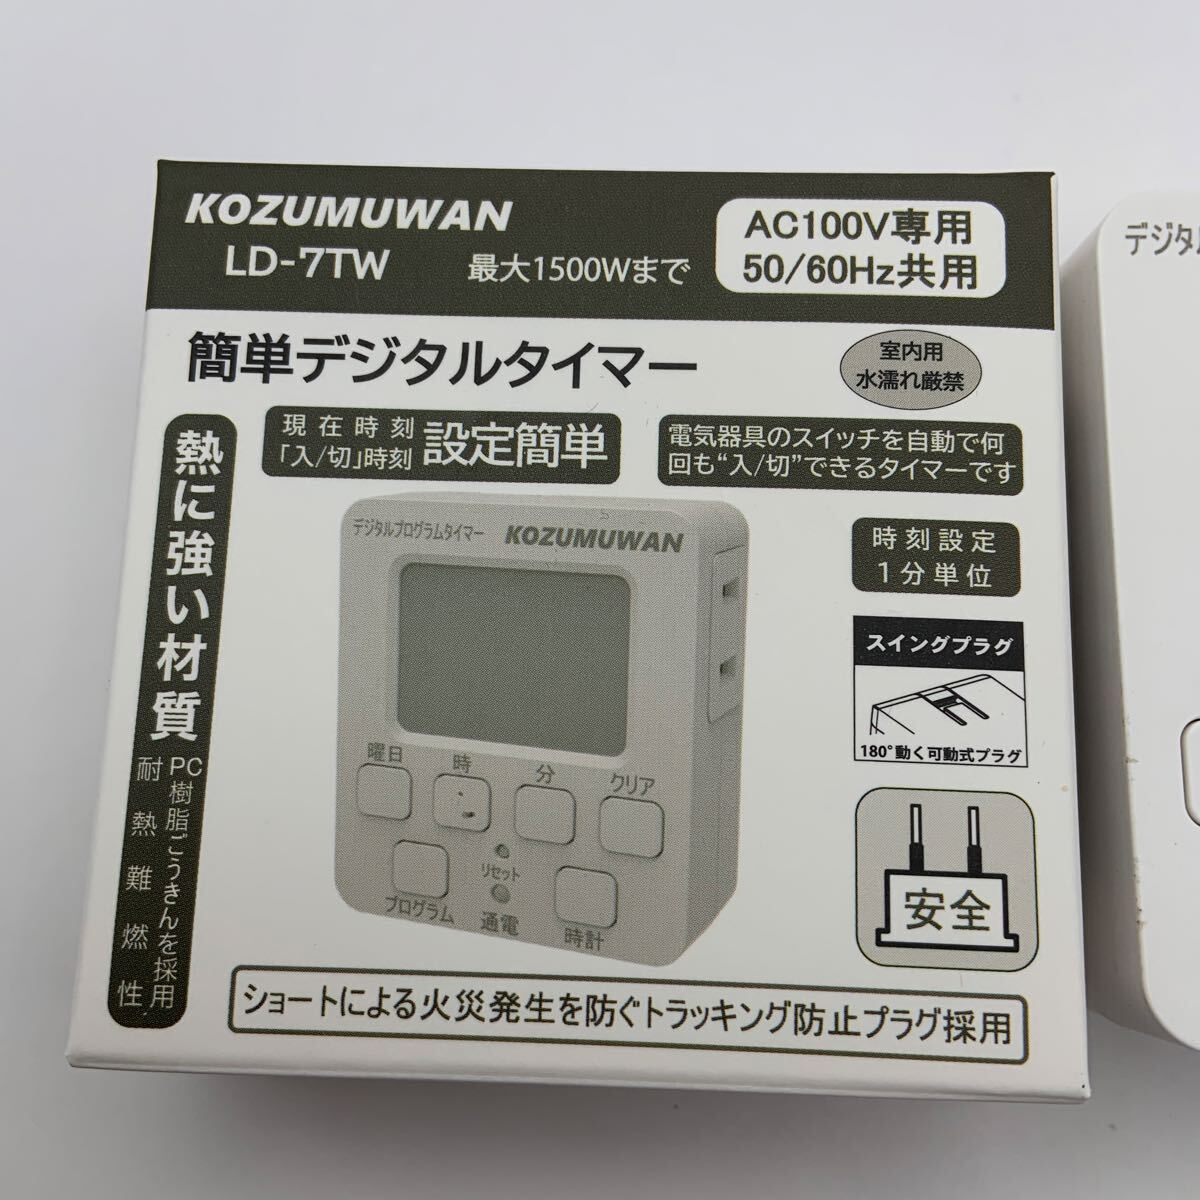 KOZUMUWAN
LD-7TW
最大1500Wまで
AC100V専用
50/60Hz共用
簡単デジタルタイマー
室内用
水濡れ厳禁
現在時刻
「入/切」時刻
設定簡単
電気器具のスイッチを自動で何
回も“入/切”できるタイマーです
熱に強い材質
PC樹脂ごうきんを採用
耐熱難燃性
デジタルプログラムタイマー
KOZUMUWAN
曜日
時
分
クリア
リセット
プログラム
通電
時計
時刻設定
1分単位
スイングプラグ
180°動く可動式プラグ
安全
ショートによる火災発生を防ぐトラッキング防止プラグ採用
デジタル